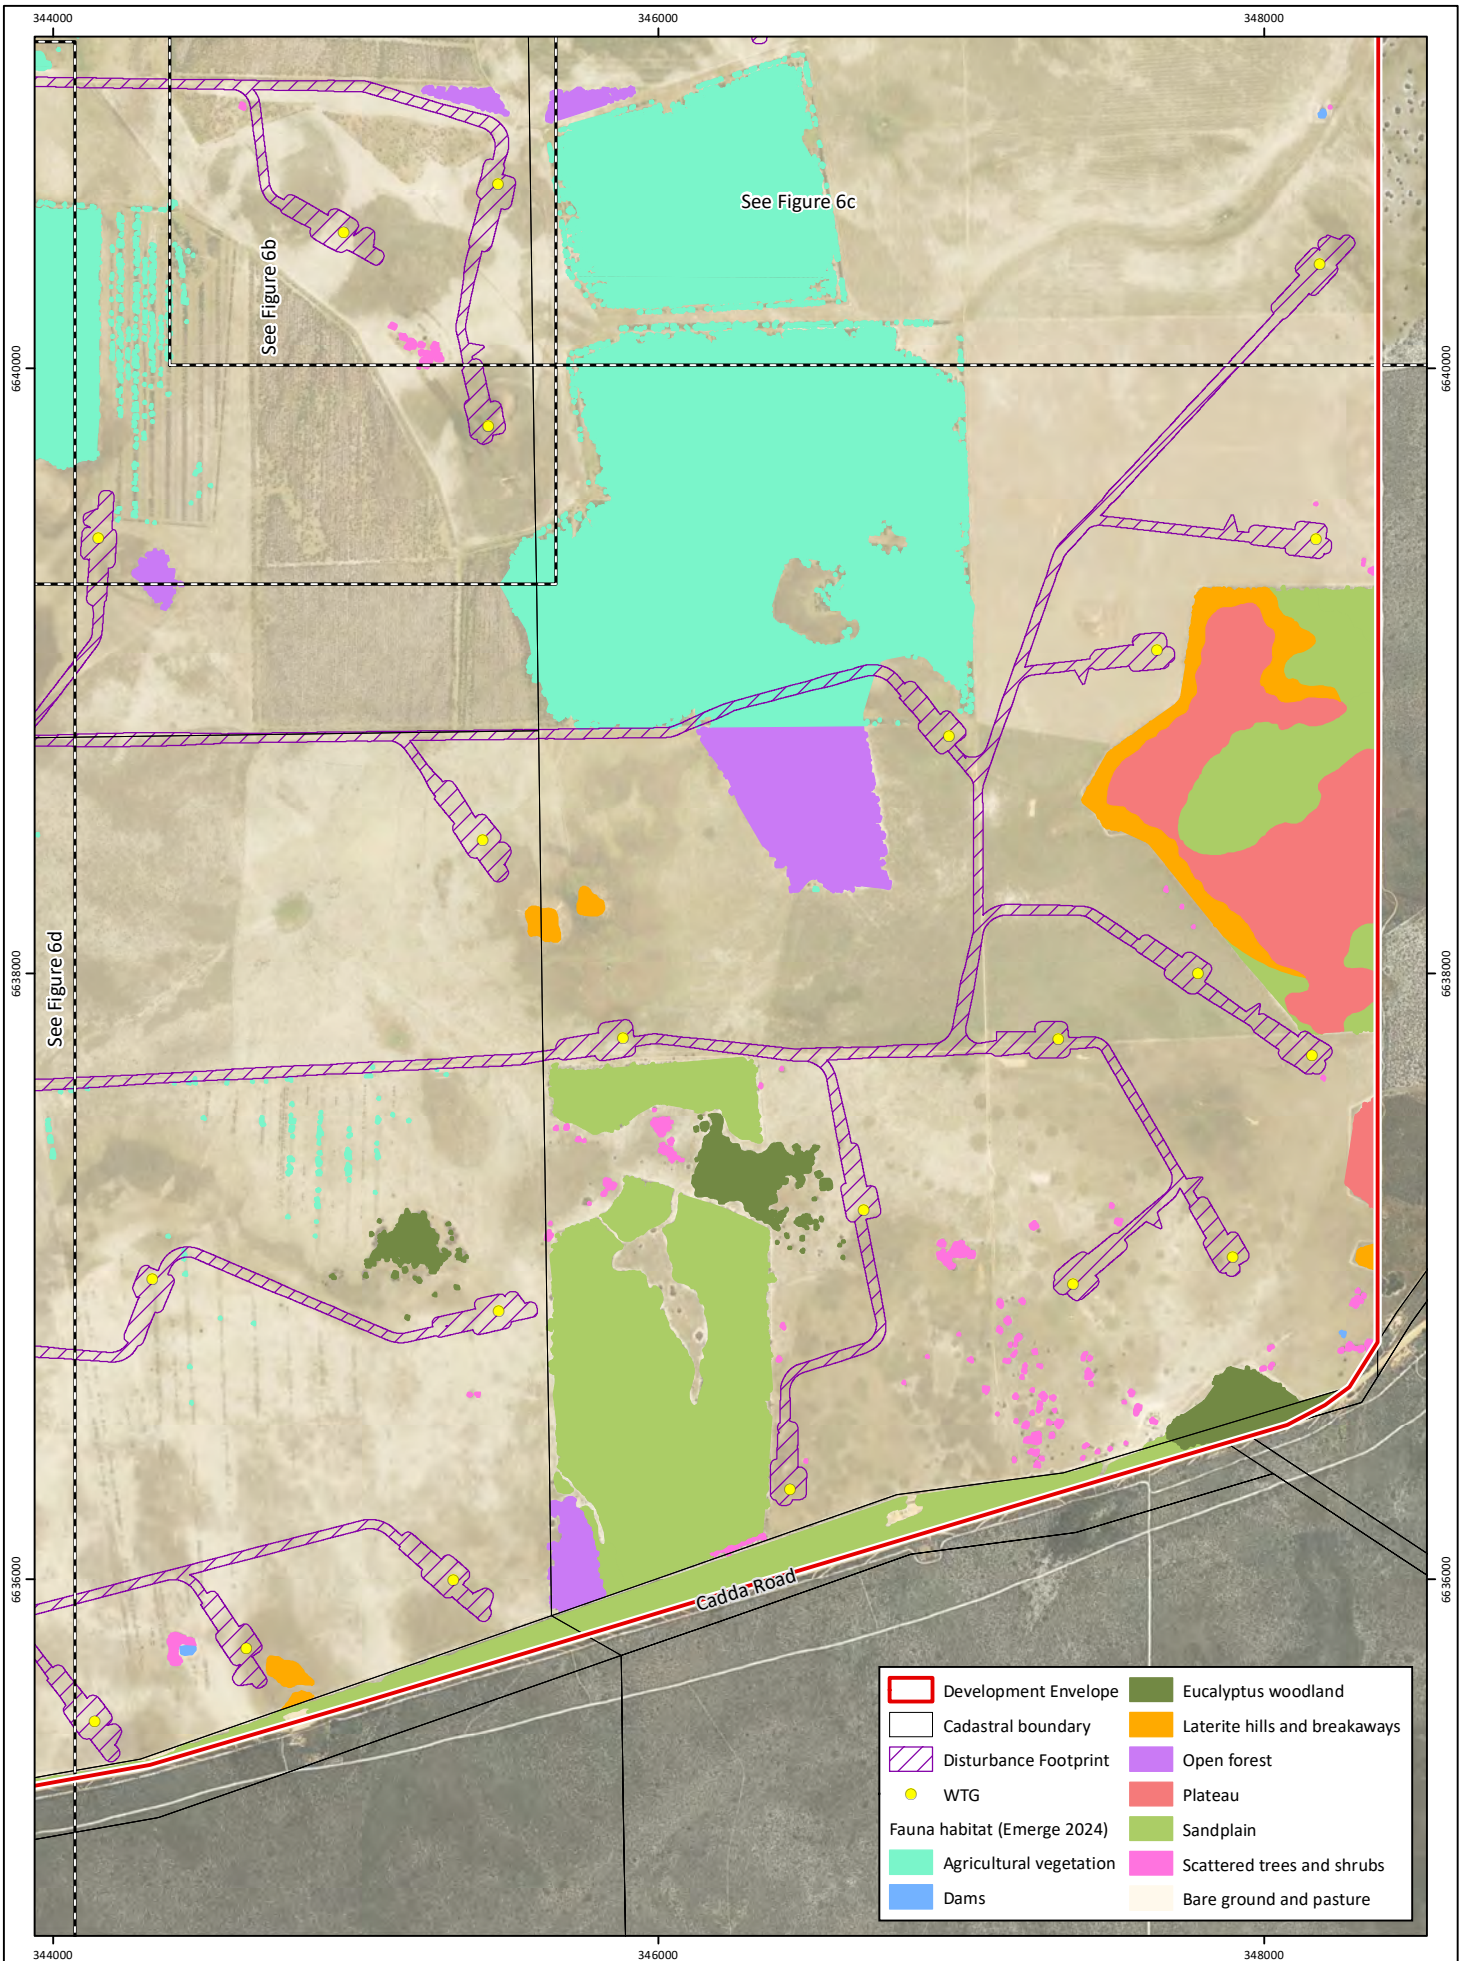 344000
346000
348000
See Figure 6c
See Figure 6b
6640000
6640000
See Figure 6d
6638000
6638000
6636000
6636000
Cadda Road
Development Envelope
Cadastral boundary
Disturbance Footprint
WTG
Fauna habitat (Emerge 2024)
Agricultural vegetation
Dams
Eucalyptus woodland
Laterite hills and breakaways
Open forest
Plateau
Sandplain
Scattered trees and shrubs
Bare ground and pasture
344000
346000
348000